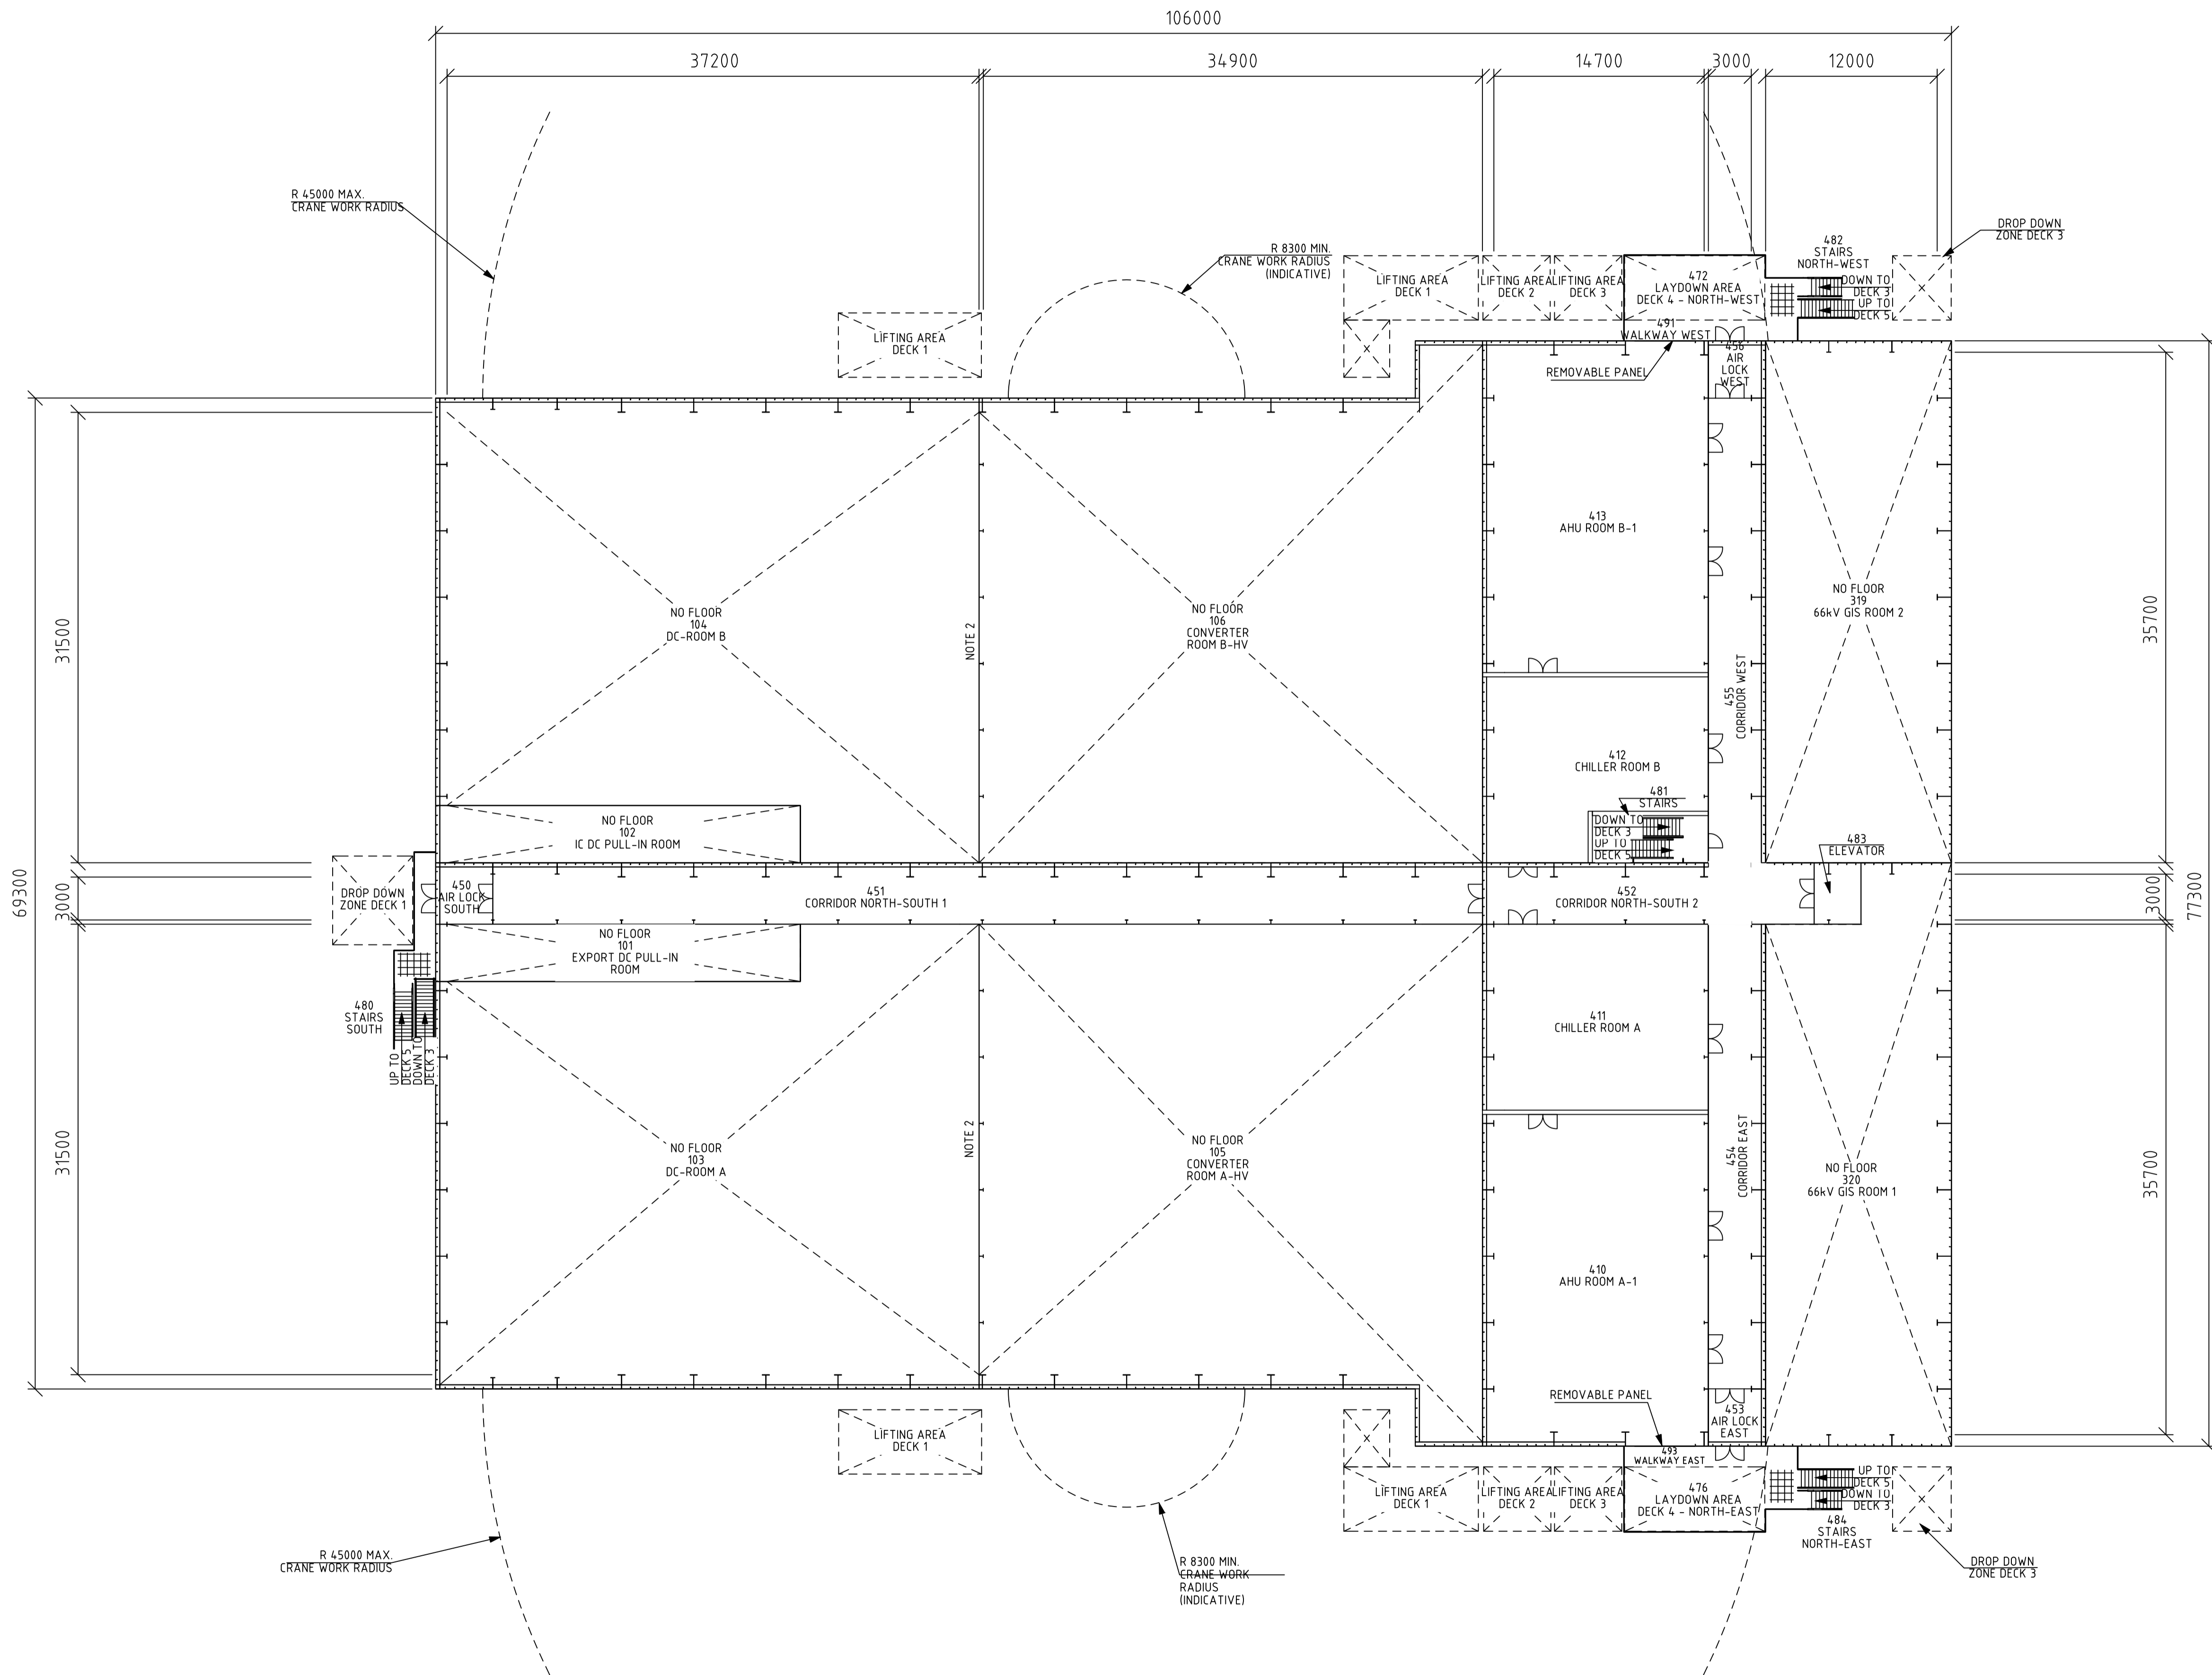 106000
37200
34900
14700
3000
12000
R 45000 MAX.
CRANE WORK RADIUS
R 8300 MIN.
CRANE WORK RADIUS
(INDICATIVE)
DROP DOWN
ZONE DECK 3
482
STAIRS
NORTH-WEST
DOWN TO
DECK 3
UP TO
DECK 5
LIFTING AREA
DECK 1
LIFTING AREA
DECK 2
LIFTING AREA
DECK 3
472
LAYDOWN AREA
DECK 4 - NORTH-WEST
LIFTING AREA
DECK 1
491
WALKWAY WEST
REMOVABLE PANEL
456
AIR
LOCK
WEST
413
AHU ROOM B-1
NO FLOOR
104
DC-ROOM B
NOTE 2
NO FLOOR
106
CONVERTER
ROOM B-HV
NO FLOOR
319
66kV GIS ROOM 2
31500
35700
455
CORRIDOR WEST
412
CHILLER ROOM B
481
STAIRS
DOWN TO
DECK 3
UP TO
DECK 5
NO FLOOR
102
IC DC PULL-IN ROOM
483
ELEVATOR
69300
3000
DROP DOWN
ZONE DECK 1
450
AIR LOCK
SOUTH
451
CORRIDOR NORTH-SOUTH 1
452
CORRIDOR NORTH-SOUTH 2
3000
77300
NO FLOOR
101
EXPORT DC PULL-IN
ROOM
480
STAIRS
SOUTH
UP TO
DECK 5
DOWN TO
DECK 3
411
CHILLER ROOM A
31500
NO FLOOR
103
DC-ROOM A
NOTE 2
NO FLOOR
105
CONVERTER
ROOM A-HV
454
CORRIDOR EAST
NO FLOOR
320
66kV GIS ROOM 1
35700
410
AHU ROOM A-1
REMOVABLE PANEL
453
AIR LOCK
EAST
LIFTING AREA
DECK 1
493
WALKWAY EAST
LIFTING AREA
DECK 1
LIFTING AREA
DECK 2
LIFTING AREA
DECK 3
476
LAYDOWN AREA
DECK 4 - NORTH-EAST
UP TO
DECK 5
DOWN TO
DECK 3
484
STAIRS
NORTH-EAST
R 45000 MAX.
CRANE WORK RADIUS
R 8300 MIN.
CRANE WORK
RADIUS
(INDICATIVE)
DROP DOWN
ZONE DECK 3